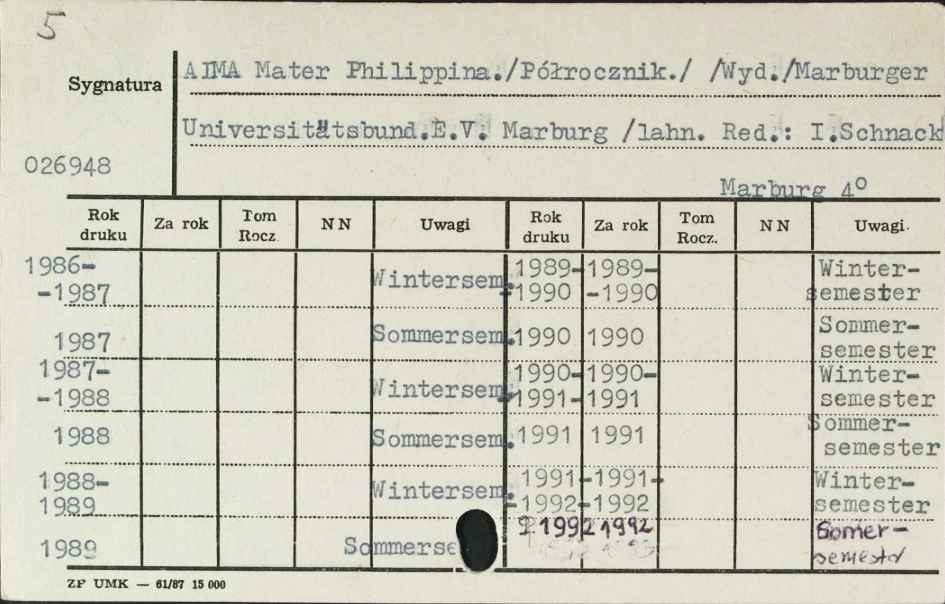 5
Sygnatura
AIMA Mater Philippina./Półrocznik./ /Wyd./Marburger
Universitätsbund.E.V. Marburg /lahn. Red.: I.Schnack
026948
Marburg 4°
Rok druku Za rok Tom Rocz. NN Uwagi Rok druku Za rok Tom Rocz. NN Uwagi.
1986- Wintersem. 1989- 1989- Winter-
-1987 -1990 -1990 semester
1987 Sommersem. 1990 1990 Sommer-
semester
1987- Wintersem. 1990- 1990- Winter-
-1988 1991- 1991 semester
1988 Sommersem. 1991 1991 Sommer-
semester
1988- Wintersem. 1991- 1991- Winter-
1989 -1992 -1992 semester
1992 1992 Somer-
1989 Sommerse
ZP UMK — 61/87 15 000